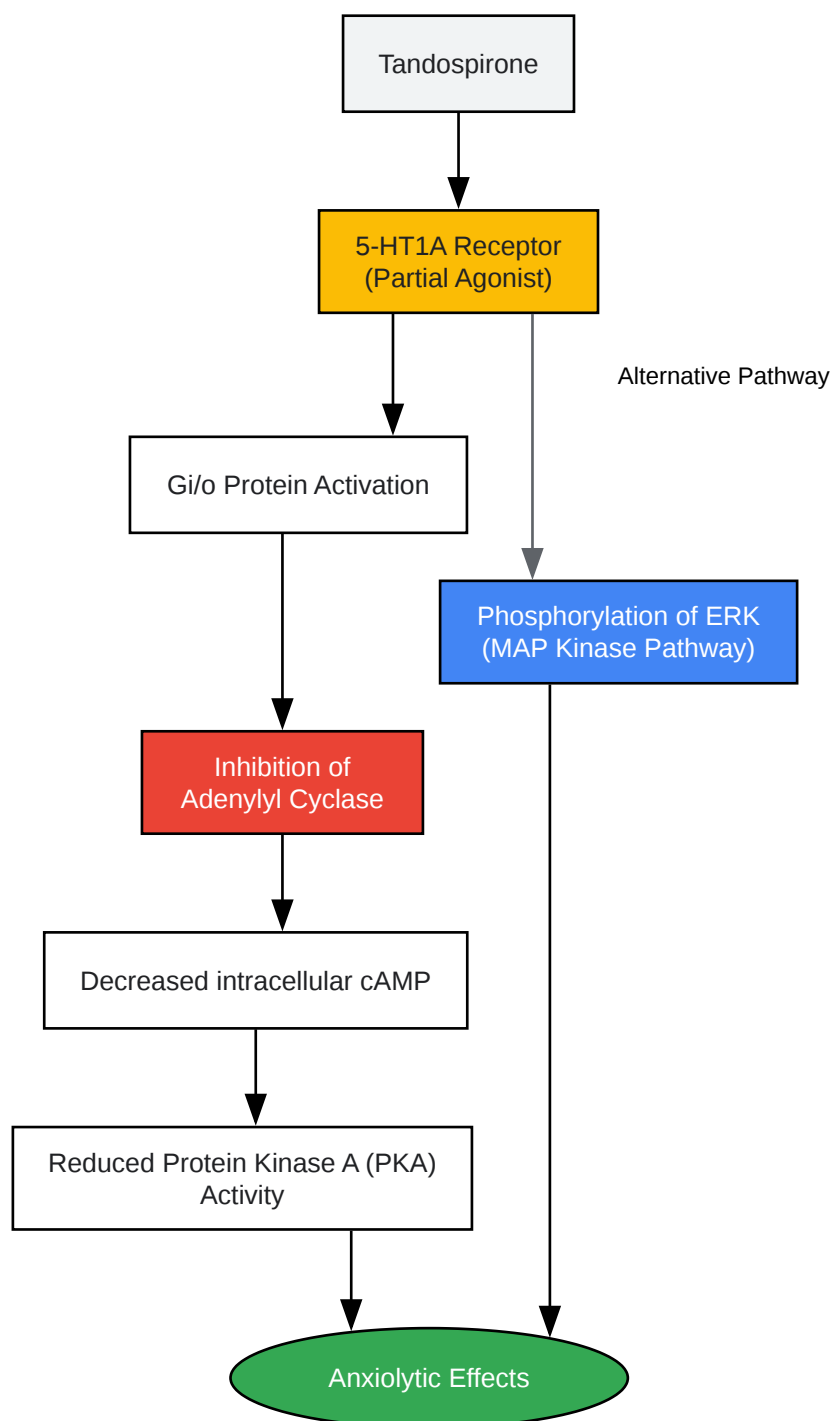 Tandospirone
5-HT1A Receptor
(Partial Agonist)
Alternative Pathway
Gi/o Protein Activation
Phosphorylation of ERK
(MAP Kinase Pathway)
Inhibition of
Adenylyl Cyclase
Decreased intracellular cAMP
Reduced Protein Kinase A (PKA)
Activity
Anxiolytic Effects